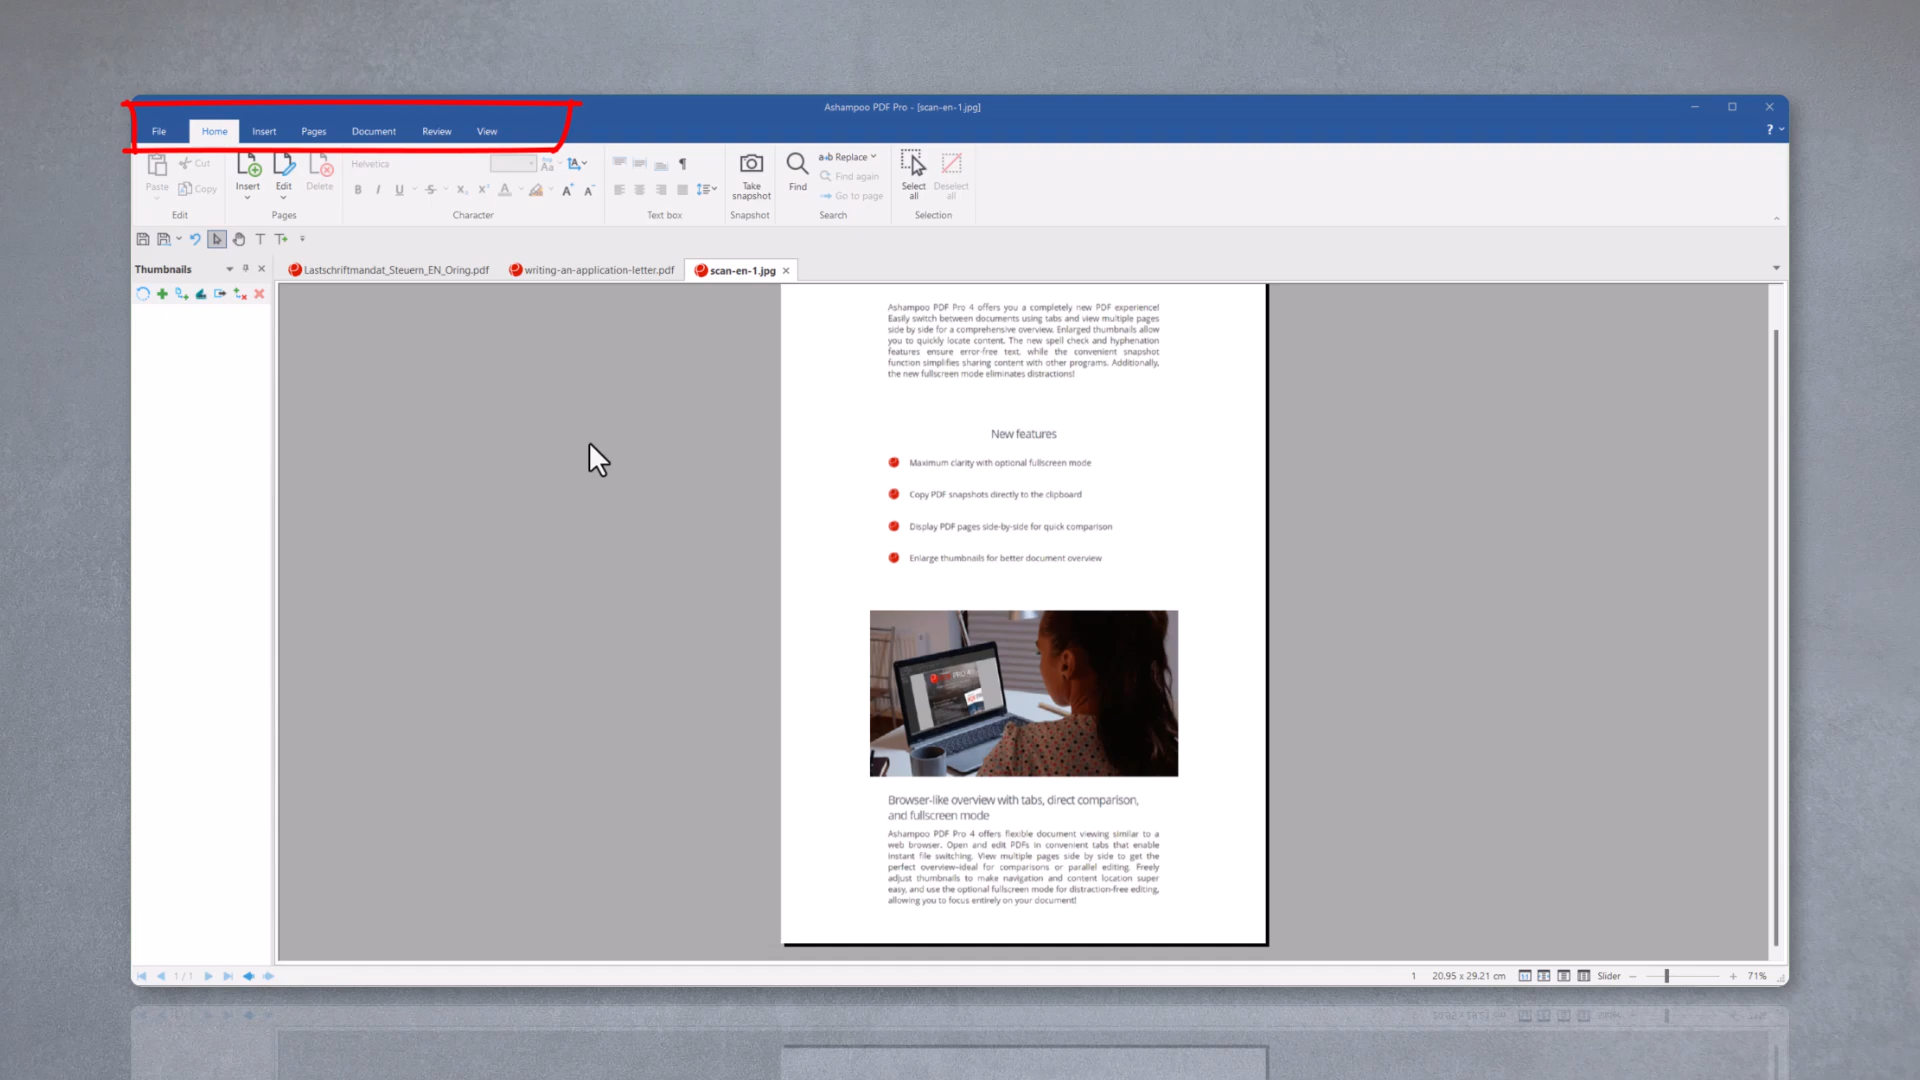 Ashampoo PDF Pro - [scan-en-1.jpg]
File Home Insert Pages Document Review View
?
Paste Cut Copy Edit
Insert Edit Delete Pages
Helvetica
B I U S X X A A A
Character
Text box
Take snapshot
Snapshot
Find Replace
Find again
Go to page
Search
Select all Deselect all
Selection
Thumbnails
Lastschriftmandat_Steuern_EN_Oring.pdf writing-an-application-letter.pdf scan-en-1.jpg
Ashampoo PDF Pro 4 offers you a completely new PDF experience!
Easily switch between documents using tabs and view multiple pages
side by side for a comprehensive overview. Enlarged thumbnails allow
you to quickly locate content. The new spell check and hyphenation
features ensure error-free text, while the convenient snapshot
function simplifies sharing content with other programs. Additionally,
the new fullscreen mode eliminates distractions!
New features
Maximum clarity with optional fullscreen mode
Copy PDF snapshots directly to the clipboard
Display PDF pages side-by-side for quick comparison
Enlarge thumbnails for better document overview
Browser-like overview with tabs, direct comparison,
and fullscreen mode
Ashampoo PDF Pro 4 offers flexible document viewing similar to a
web browser. Open and edit PDFs in convenient tabs that enable
instant file switching. View multiple pages side by side to get the
perfect overview–ideal for comparisons or parallel editing. Freely
adjust thumbnails to make navigation and content location super
easy, and use the optional fullscreen mode for distraction-free editing,
allowing you to focus entirely on your document!
1 / 1
1 20.95 x 29.21 cm Slider 71%